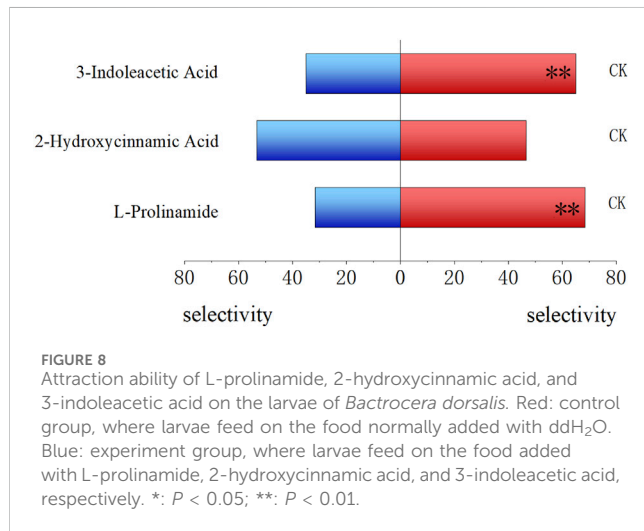 3-Indoleacetic Acid ** CK
2-Hydroxycinnamic Acid CK
L-Prolinamide ** CK
80 60 40 20 0 20 40 60 80
selectivity selectivity
FIGURE 8
Attraction ability of L-prolinamide, 2-hydroxycinnamic acid, and
3-indoleacetic acid on the larvae of Bactrocera dorsalis. Red: control
group, where larvae feed on the food normally added with ddH₂O.
Blue: experiment group, where larvae feed on the food added
with L-prolinamide, 2-hydroxycinnamic acid, and 3-indoleacetic acid,
respectively. *: P < 0.05; **: P < 0.01.